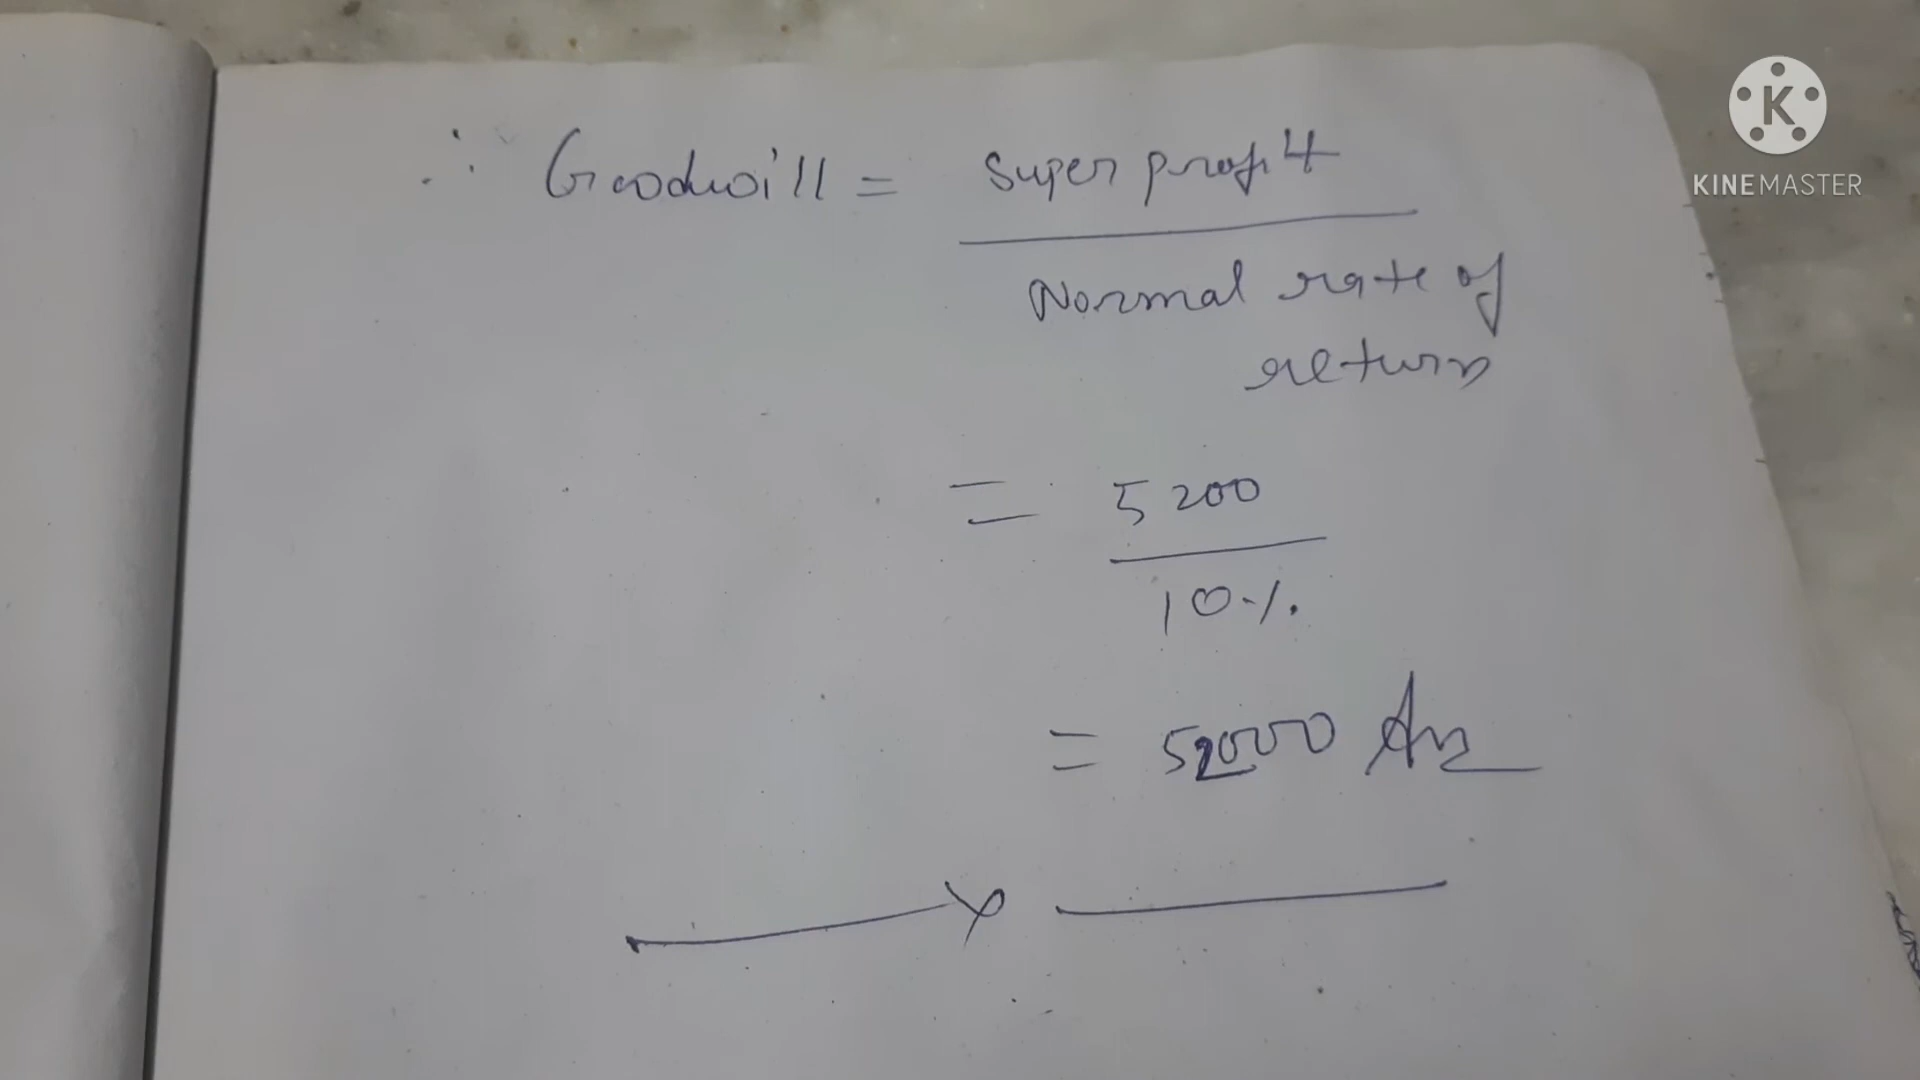 ∴ Goodwill = Super profit
Normal rate of
return
= 5200
10%
= 52000 Ans
x
K
KINEMASTER